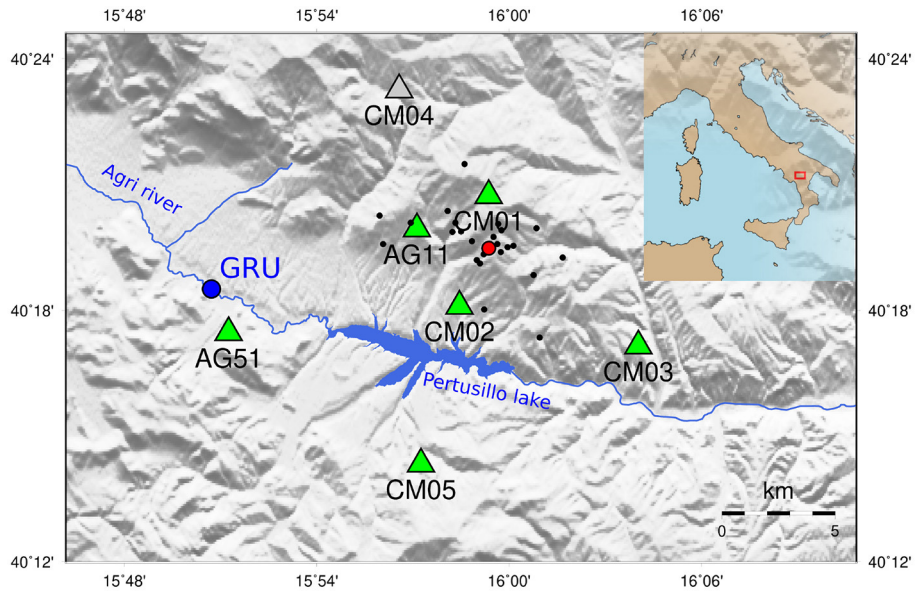 15˚48' 15˚54' 16˚00' 16˚06'
40˚24' 40˚24'
CM04
Agri river
CM01
AG11
GRU
40˚18' 40˚18'
CM02
AG51
CM03
Pertusillo lake
CM05
km
0 5
40˚12' 40˚12'
15˚48' 15˚54' 16˚00' 16˚06'